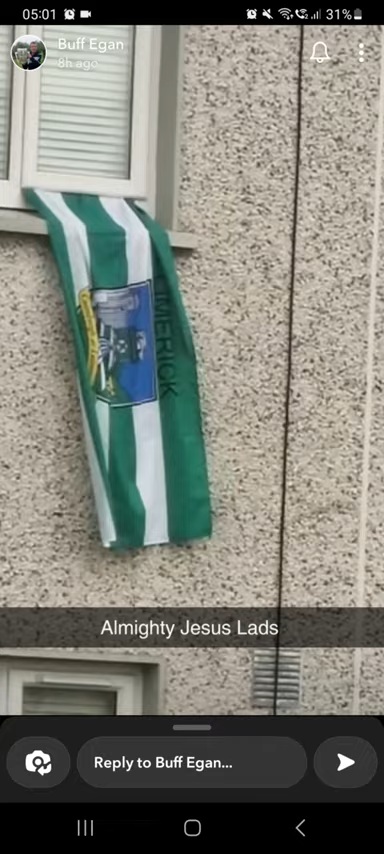 05:01
31%
Buff Egan
8h ago
LIMERICK
Almighty Jesus Lads
Reply to Buff Egan...